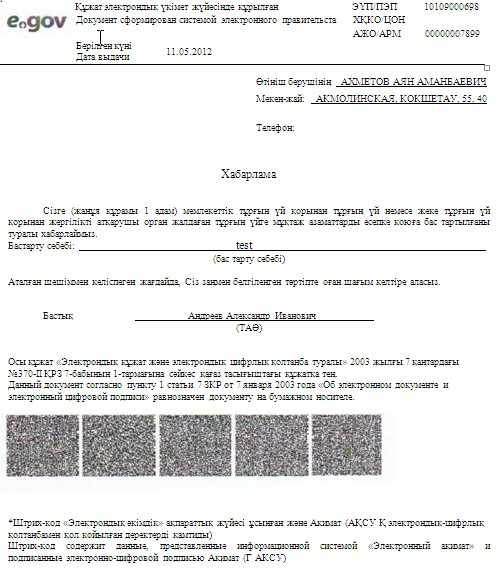 e.gov
Құжат электрондық үкімет жүйесінде құрылған
Документ сформирован системой электронного правительста
Берілген күні
Дата выдачи
11.05.2012
ЭҮП/ПЭП 10109000698
ХҚКО/ЦОН
АЖО/АРМ 00000007899
Өтініш берушінің АХМЕТОВ АЯН АМАНБАЕВИЧ
Мекен-жай: АКМОЛИНСКАЯ, КОКШЕТАУ, 55, 40
Телефон:
Хабарлама
Сізге (жанұя құрамы 1 адам) мемлекеттік тұрғын үй қорынан тұрғын үй немесе жеке тұрғын үй
қорынан жергілікті атқарушы орган жалдаған тұрғын үйге мұқтаж азаматтарды есепке қоюға бас тартылғаны
туралы хабарлаймыз.
Бастарту себебі: test
(бас тарту себебі)
Аталған шешіммен келіспеген жағдайда, Сіз заңмен белгіленген тәртіпте оған шағым келтіре аласыз.
Бастық Андреев Александр Иванович
(ТАӘ)
Осы құжат «Электрондық құжат және электрондық цифрлық қолтаңба туралы» 2003 жылғы 7 қаңтардағы
№370-II ҚРЗ 7-бабының 1-тармағына сәйкес қағаз тасығыштағы құжатка тең.
Данный документ согласно пункту 1 статьи 7 ЗКР от 7 января 2003 года «Об электронном документе и
электронный цифровой подписи» равнозначен документу на бумажном носителе.
*Штрих-код «Электрондық әкімдік» ақпараттық жүйесі ұсынған және Акимат (АҚСУ Қ электрондық-цифрлық
қолтаңбамен қол қойылған деректерді қамтиды)
Штрих-код содержит данные, представленные информационной системой «Электронный акимат» и
подписанные электронно-цифровой подписью Акимат (Г АКСУ)